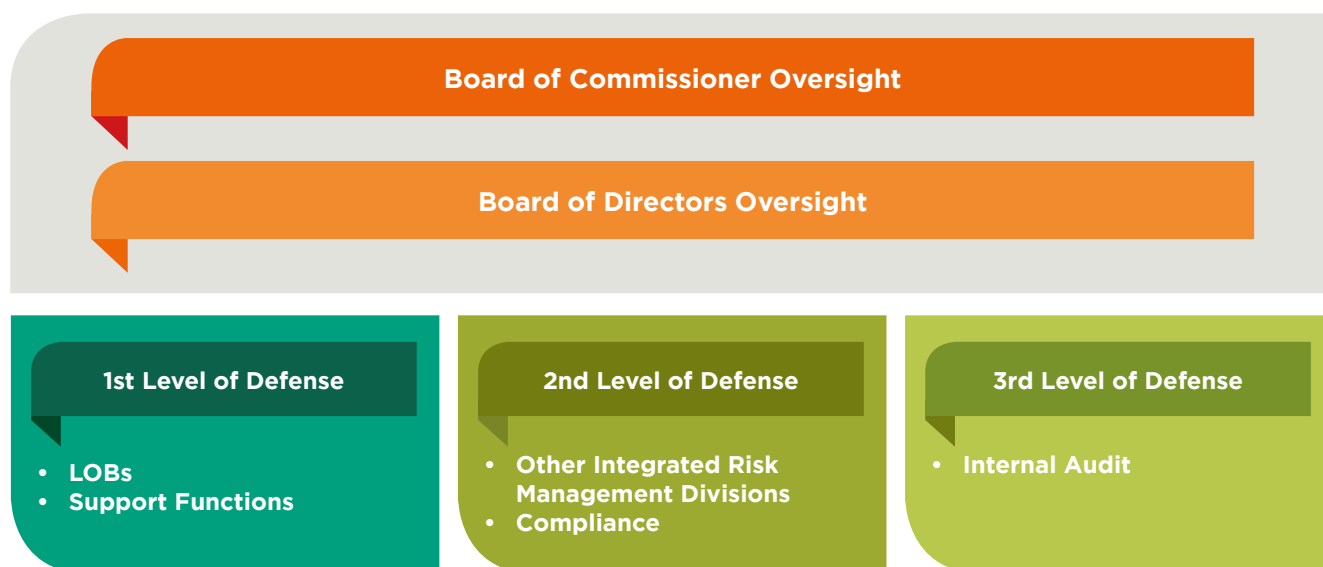 Board of Commissioner Oversight
Board of Directors Oversight
1st Level of Defense
• LOBs
• Support Functions
2nd Level of Defense
• Other Integrated Risk
Management Divisions
• Compliance
3rd Level of Defense
• Internal Audit